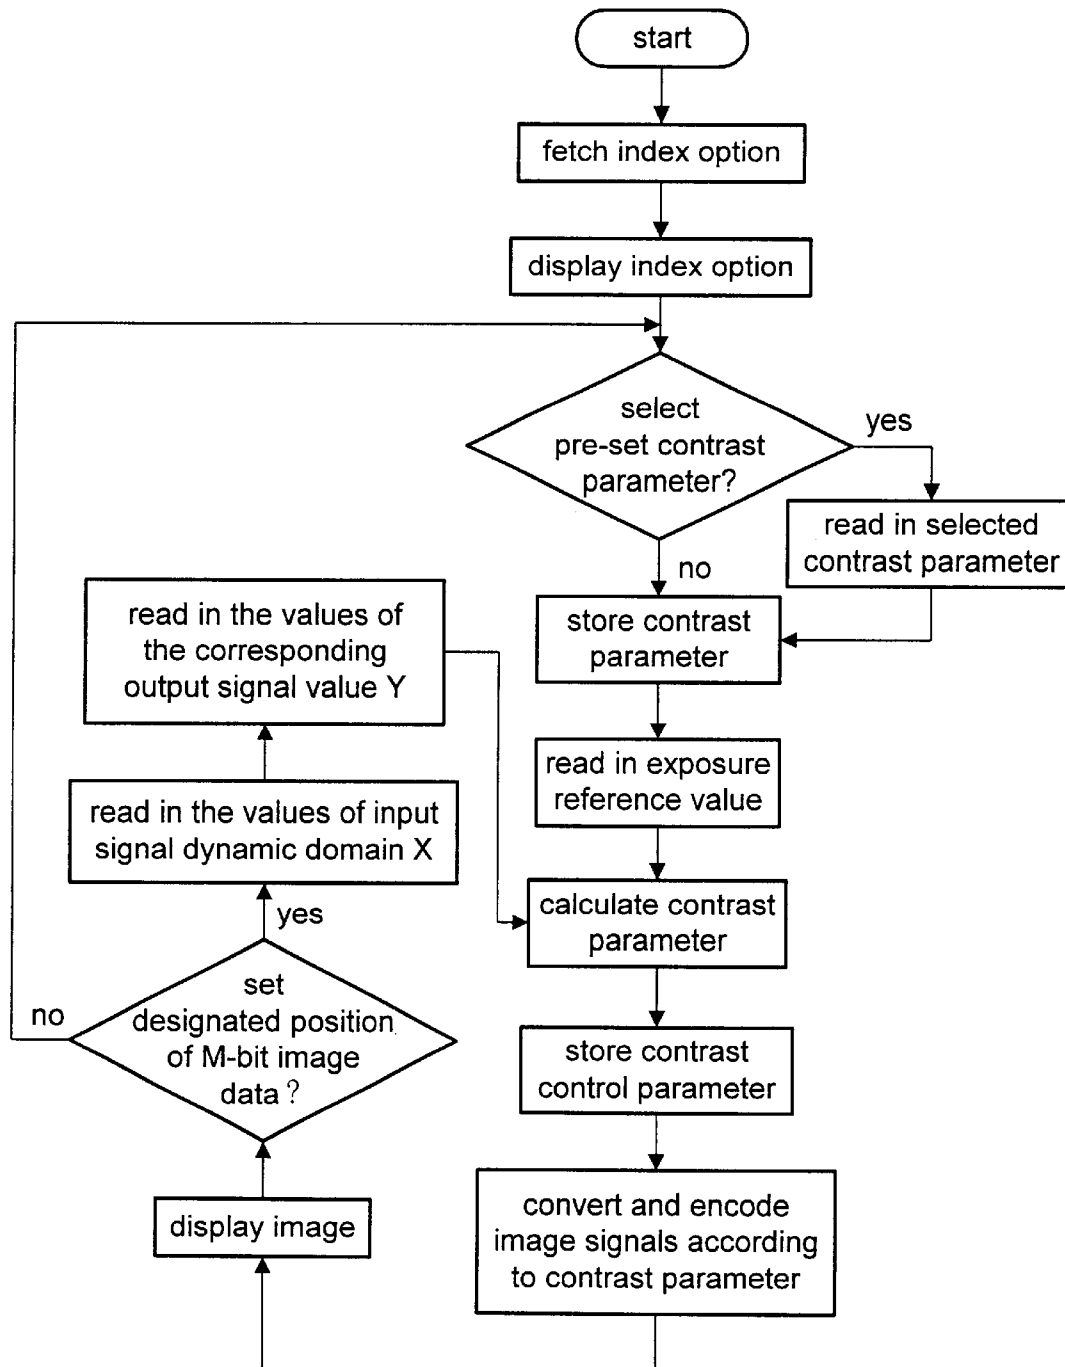 start
fetch index option
display index option
select
pre-set contrast
parameter?
yes
read in selected
contrast parameter
no
store contrast
parameter
read in the values of
the corresponding
output signal value Y
read in exposure
reference value
read in the values of input
signal dynamic domain X
calculate contrast
parameter
yes
set
designated position
of M-bit image
data?
no
store contrast
control parameter
display image
convert and encode
image signals according
to contrast parameter